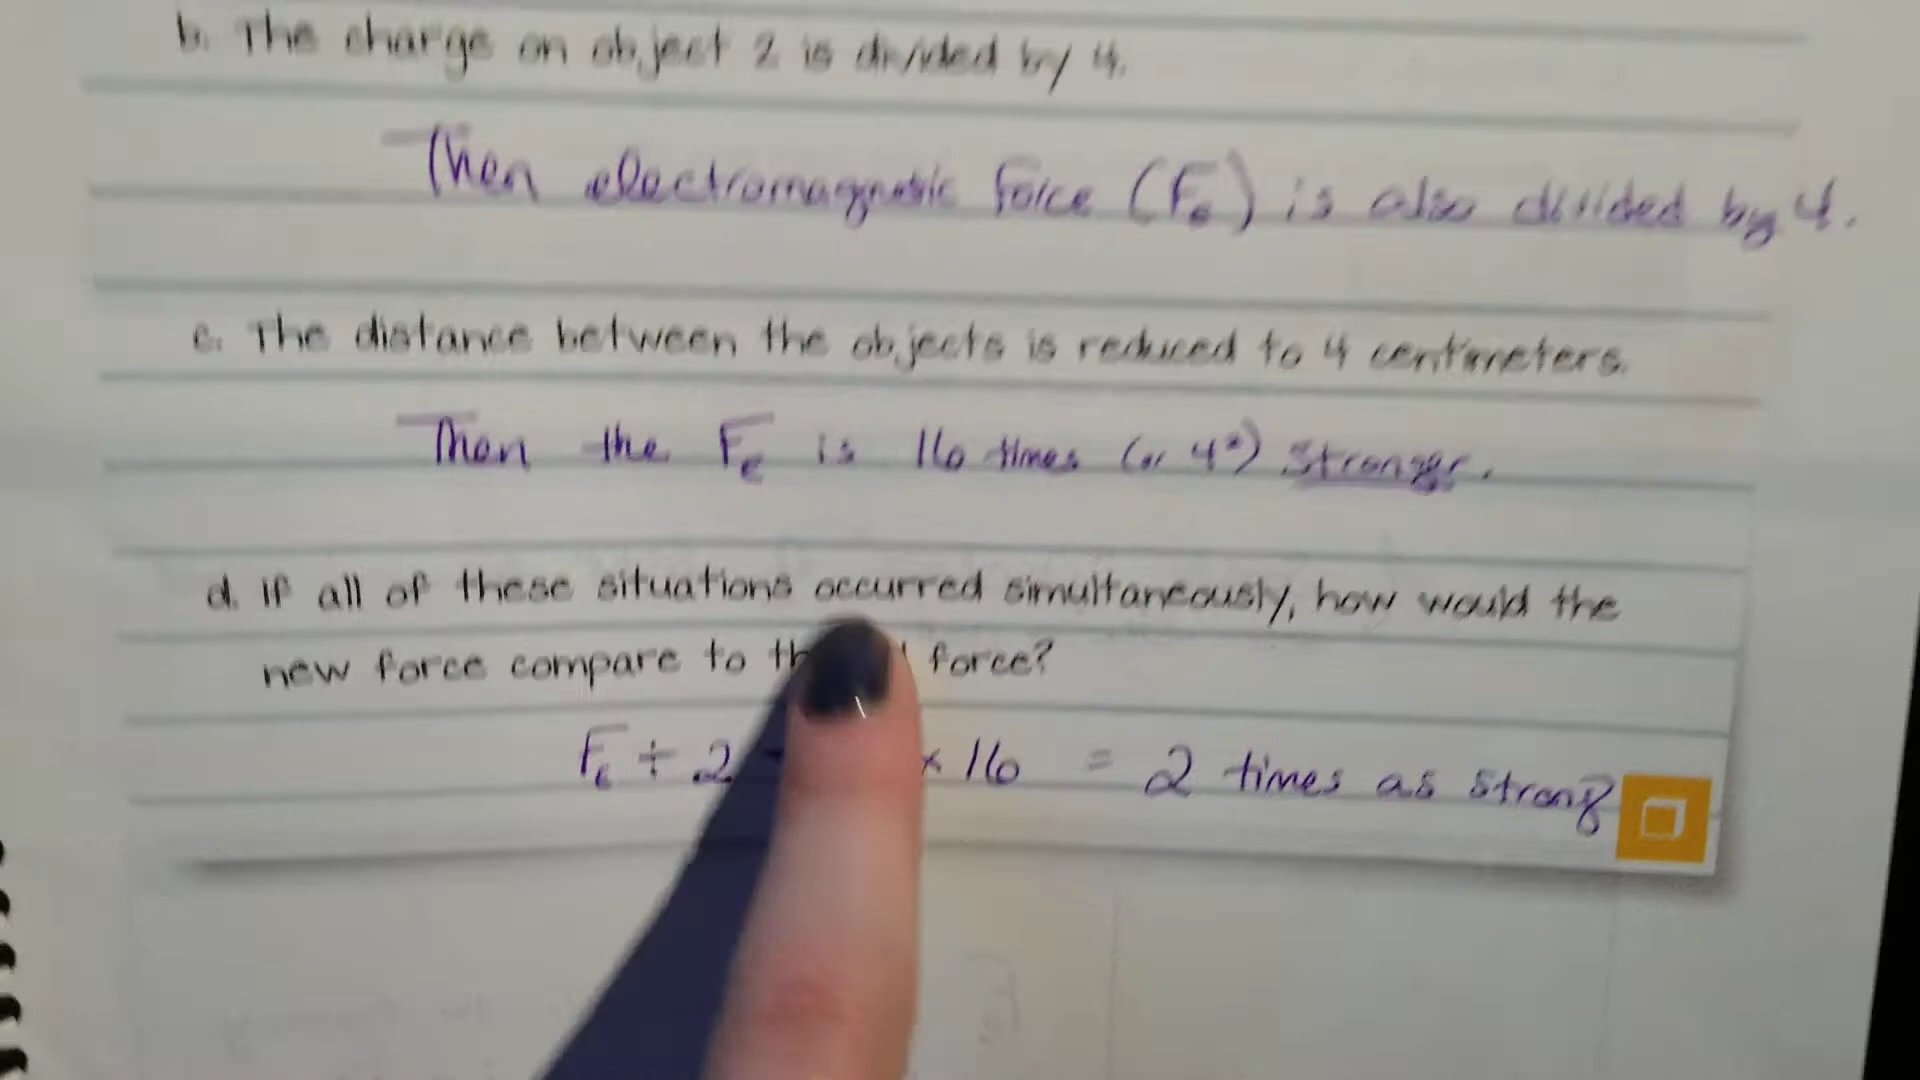 b. The charge on object 2 is divided by 4.
Then electromagnetic force (Fe) is also divided by 4.
c. The distance between the objects is reduced to 4 centimeters.
Then the Fe is 16 times (or 4²) stronger.
d. If all of these situations occurred simultaneously, how would the
new force compare to force?
Fe ÷ 2 × 16 = 2 times as strong